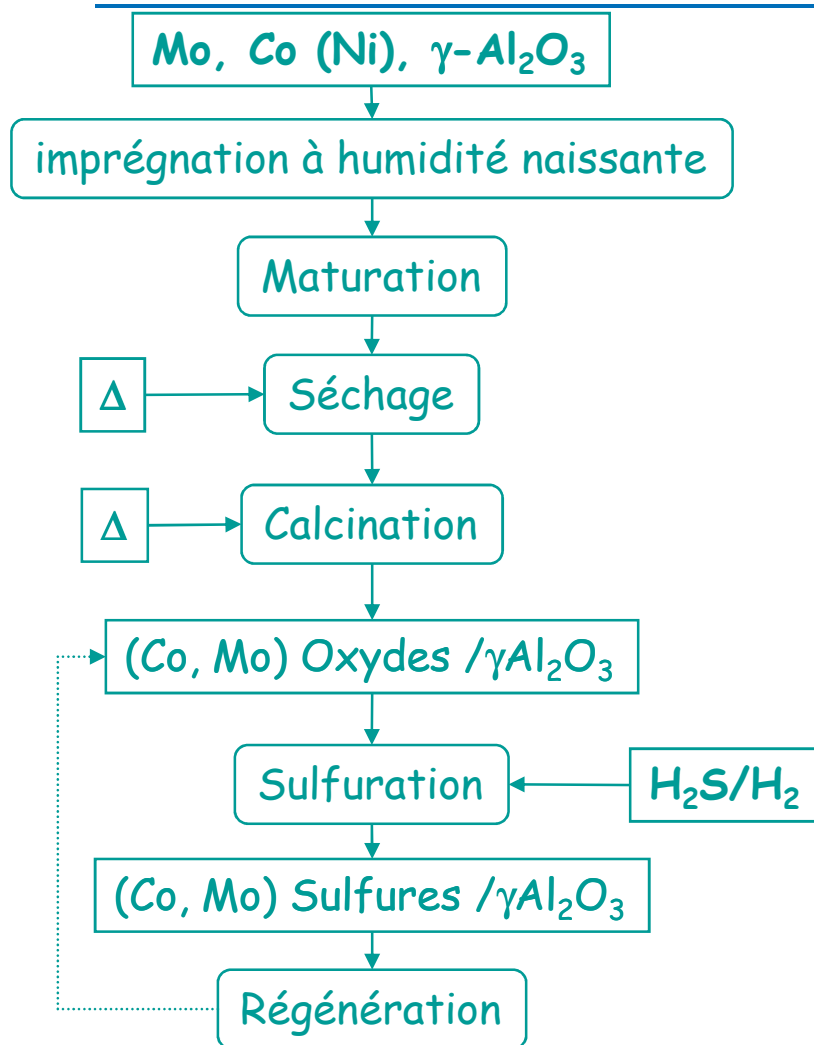 Mo, Co (Ni), γ-Al₂O₃
imprégnation à humidité naissante
Maturation
Δ
Séchage
Δ
Calcination
(Co, Mo) Oxydes /γAl₂O₃
Sulfuration
H₂S/H₂
(Co, Mo) Sulfures /γAl₂O₃
Régénération